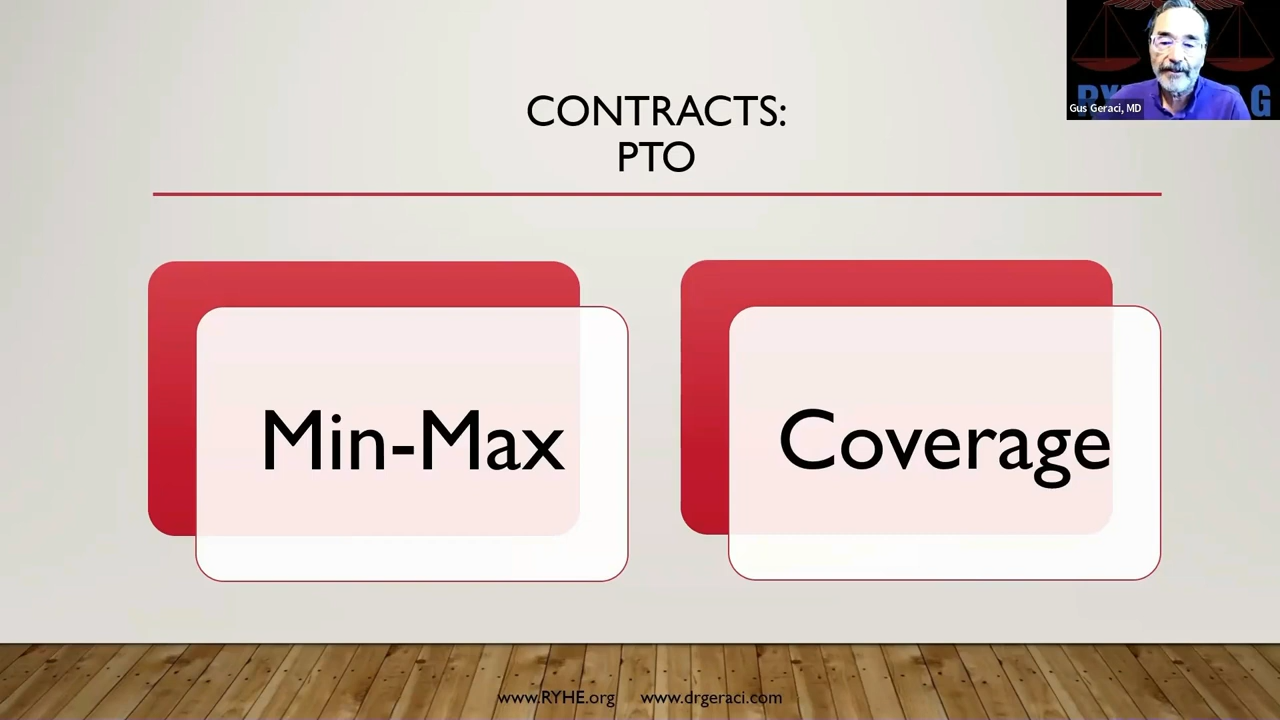 CONTRACTS:
PTO
Gus Geraci, MD
Min-Max
Coverage
www.RYHE.org www.drgeraci.com